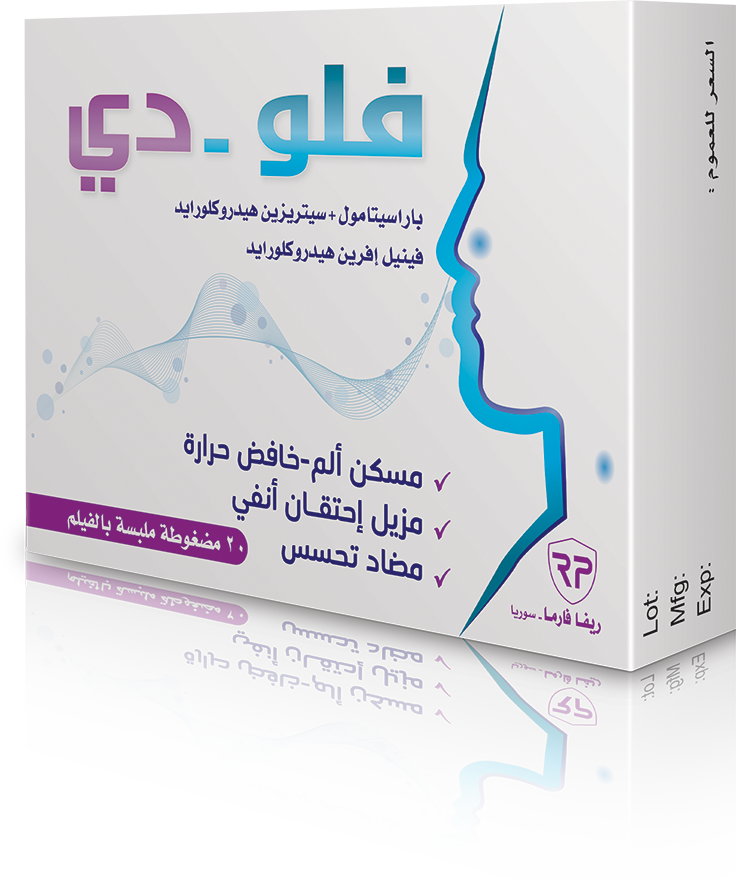 فلو - دي
باراسيتامول + سيتريزين هيدروكلورايد
فينيل إفرين هيدروكلورايد
✓ مسكن ألم-خافض حرارة
✓ مزيل إحتقان أنفي
✓ مضاد تحسس
٢٠ مضغوطة ملبسة بالفيلم
RP
ريفا فارما - سوريا
السعر للعموم :
Lot:
Mfg:
Exp: